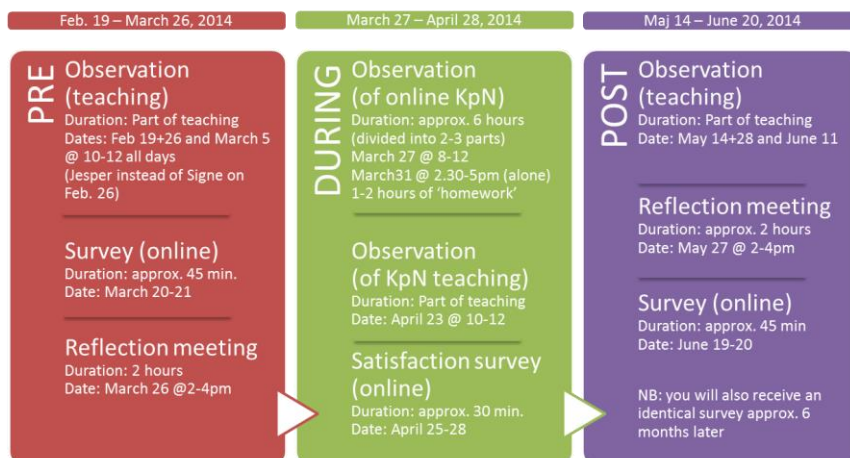 Feb. 19 – March 26, 2014
PRE
Observation
(teaching)
Duration: Part of teaching
Dates: Feb 19+26 and March 5
@ 10-12 all days
(Jesper instead of Signe on
Feb. 26)
Survey (online)
Duration: approx. 45 min.
Date: March 20-21
Reflection meeting
Duration: 2 hours
Date: March 26 @2-4pm
March 27 – April 28, 2014
DURING
Observation
(of online KpN)
Duration: approx. 6 hours
(divided into 2-3 parts)
March 27 @ 8-12
March31 @ 2.30-5pm (alone)
1-2 hours of ‘homework’
Observation
(of KpN teaching)
Duration: Part of teaching
Date: April 23 @ 10-12
Satisfaction survey
(online)
Duration: approx. 30 min.
Date: April 25-28
Maj 14 – June 20, 2014
POST
Observation
(teaching)
Duration: Part of teaching
Date: May 14+28 and June 11
Reflection meeting
Duration: approx. 2 hours
Date: May 27 @ 2-4pm
Survey (online)
Duration: approx. 45 min
Date: June 19-20
NB: you will also receive an
identical survey approx. 6
months later